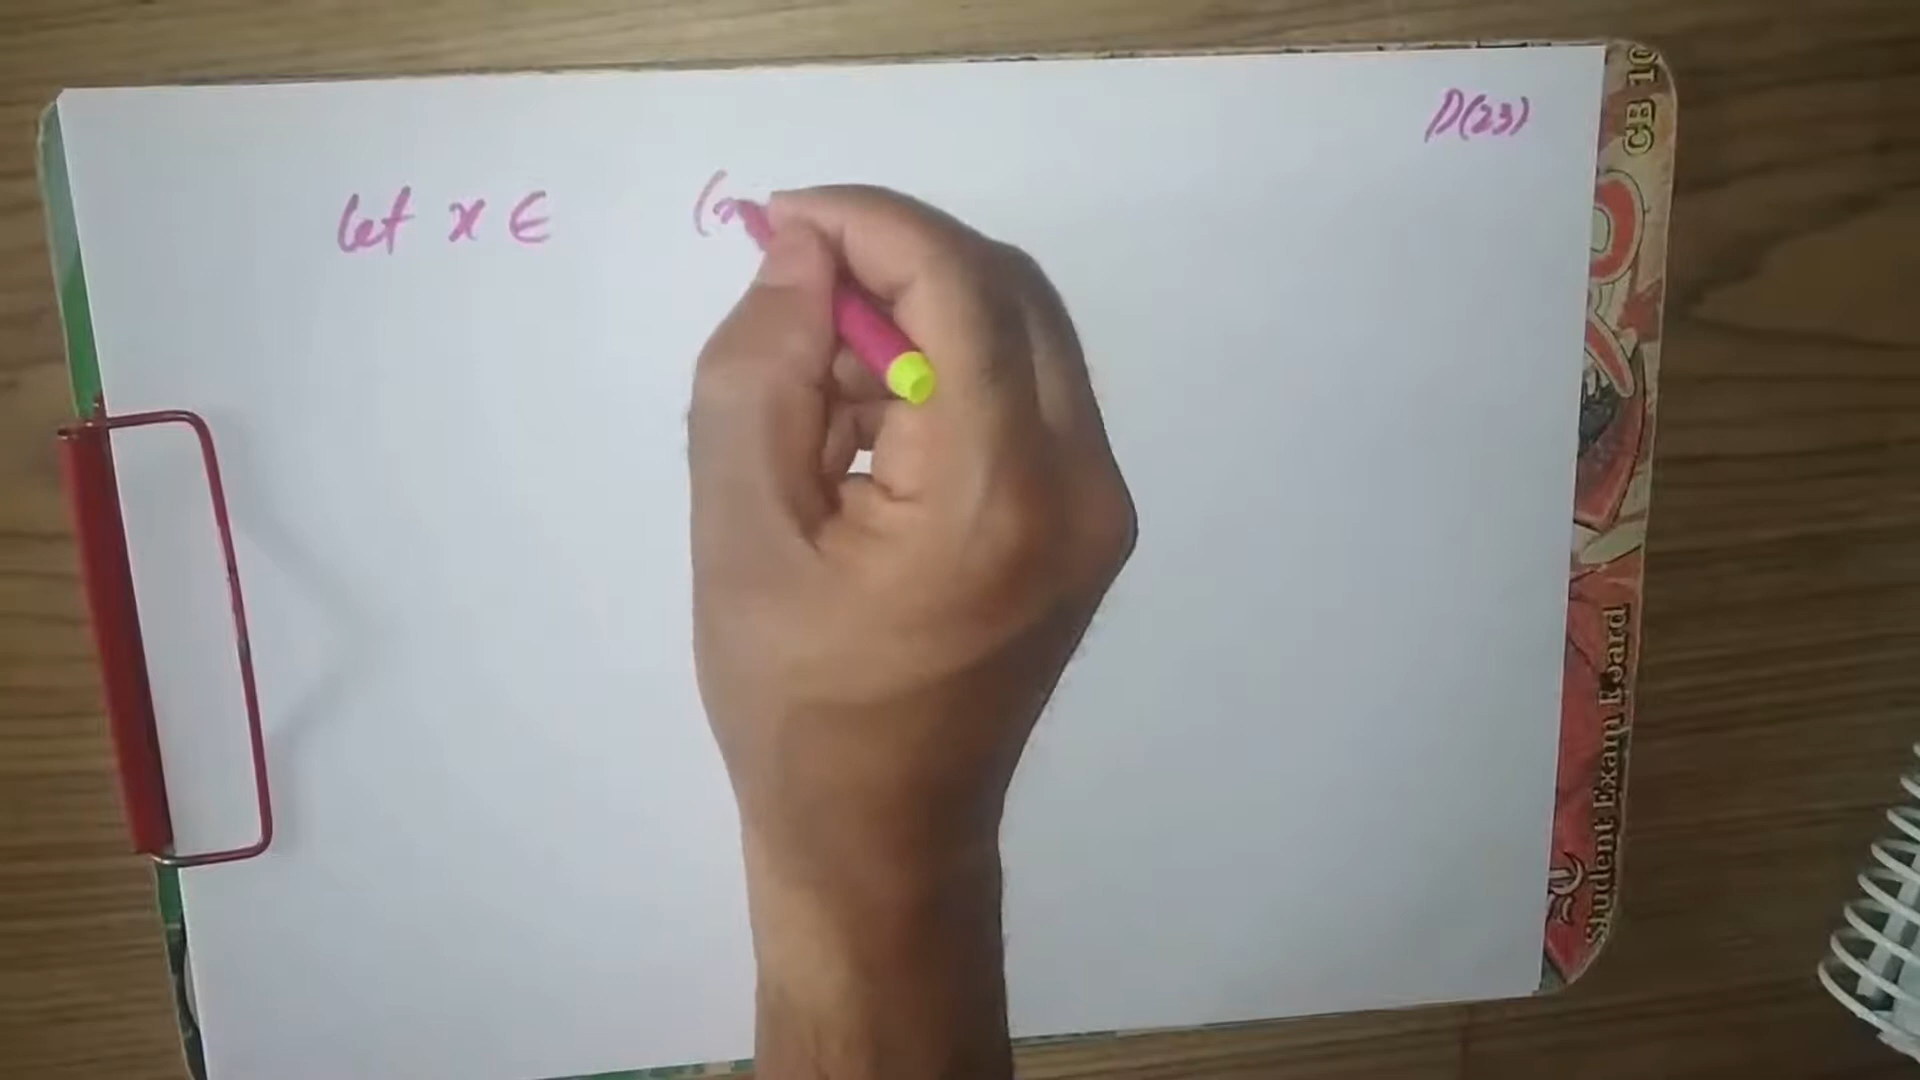 D(23)
let x ∈ (x
CB 10
Student Exam Board